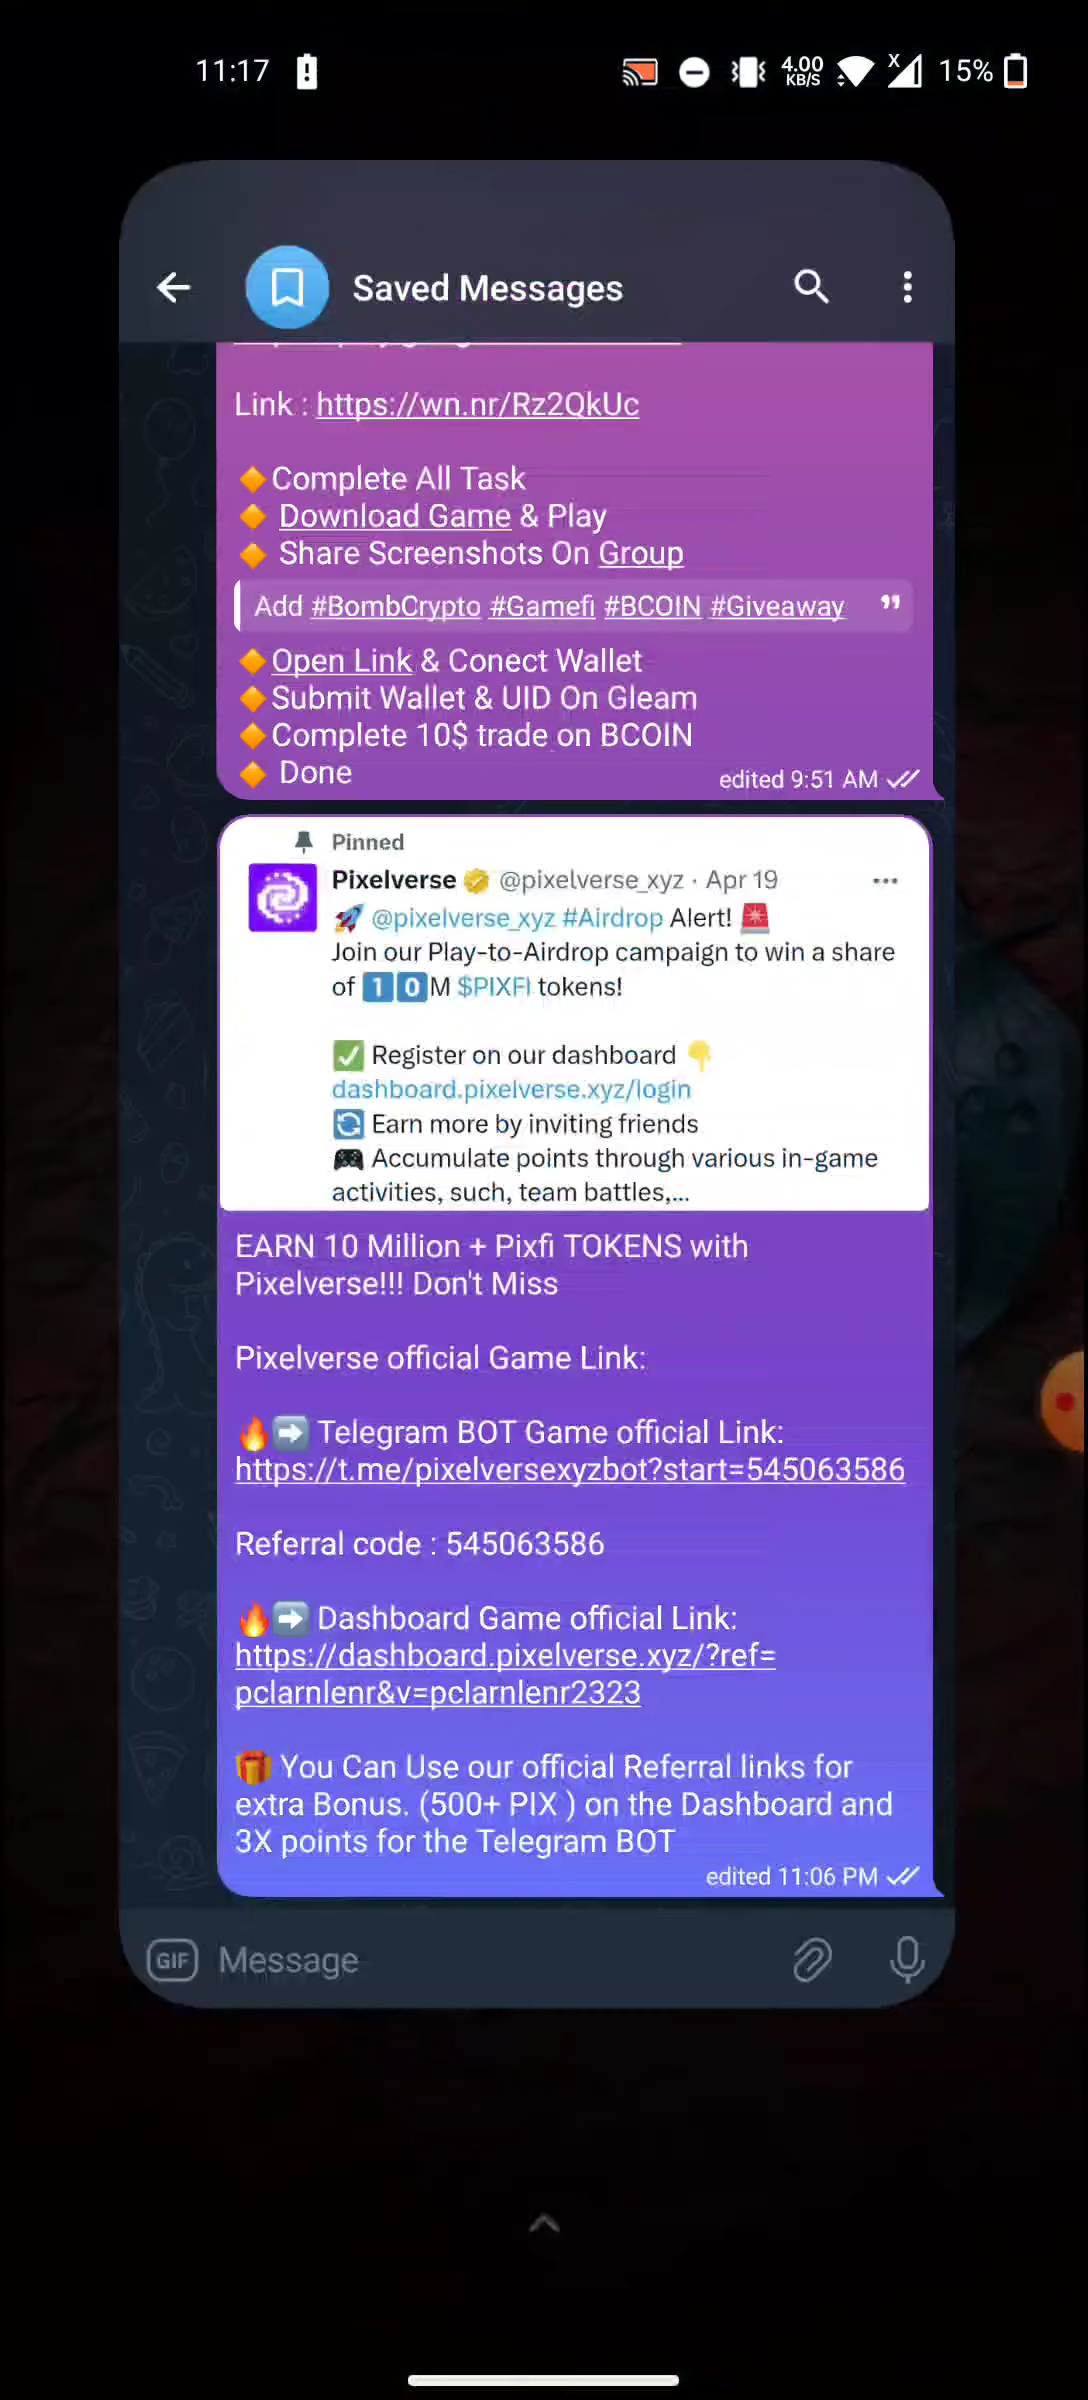 11:17
4.00
KB/S
X
15%
Saved Messages
Link : https://wn.nr/Rz2QkUc
🔶Complete All Task
🔶 Download Game & Play
🔶 Share Screenshots On Group
Add #BombCrypto #Gamefi #BCOIN #Giveaway
🔶Open Link & Conect Wallet
🔶Submit Wallet & UID On Gleam
🔶Complete 10$ trade on BCOIN
🔶 Done
edited 9:51 AM
Pinned
Pixelverse @pixelverse_xyz · Apr 19
🚀 @pixelverse_xyz #Airdrop Alert! 🚨
Join our Play-to-Airdrop campaign to win a share
of 1️⃣0️⃣M $PIXFI tokens!
✅ Register on our dashboard 👇
dashboard.pixelverse.xyz/login
🔄 Earn more by inviting friends
🎮 Accumulate points through various in-game
activities, such, team battles,...
EARN 10 Million + Pixfi TOKENS with
Pixelverse!!! Don't Miss
Pixelverse official Game Link:
🔥➡️ Telegram BOT Game official Link:
https://t.me/pixelversexyzbot?start=545063586
Referral code : 545063586
🔥➡️ Dashboard Game official Link:
https://dashboard.pixelverse.xyz/?ref=
pclarnlenr&v=pclarnlenr2323
🎁 You Can Use our official Referral links for
extra Bonus. (500+ PIX ) on the Dashboard and
3X points for the Telegram BOT
edited 11:06 PM
GIF Message